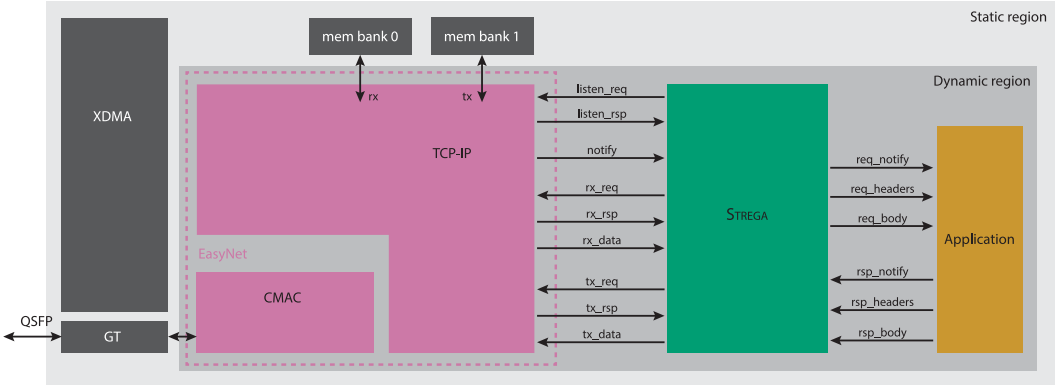 Static region
mem bank 0
mem bank 1
Dynamic region
XDMA
rx
tx
TCP-IP
EasyNet
CMAC
QSFP
GT
listen_req
listen_rsp
notify
rx_req
rx_rsp
rx_data
tx_req
tx_rsp
tx_data
STREGA
req_notify
req_headers
req_body
rsp_notify
rsp_headers
rsp_body
Application